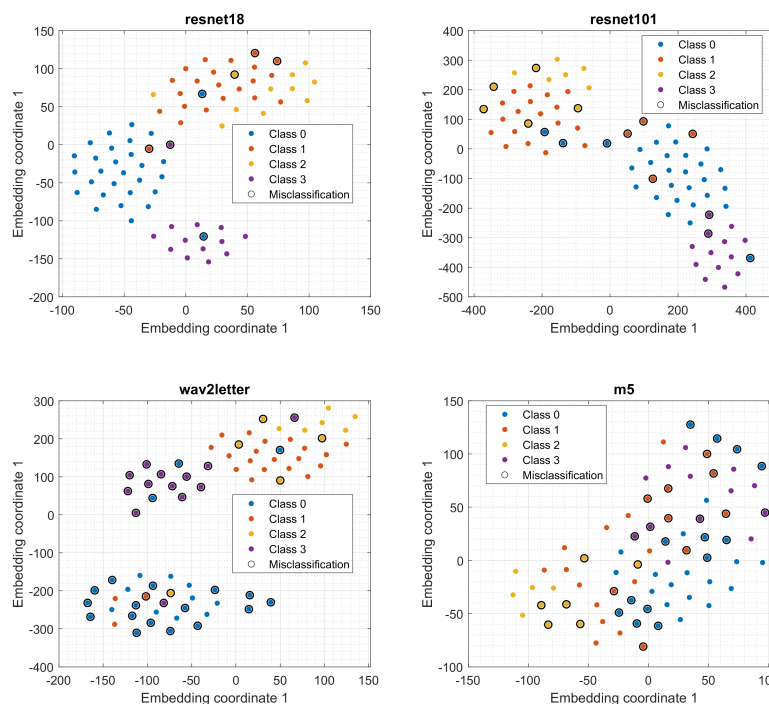 resnet18
150
100
50
0
-50
-100
-150
-200
-100
-50
0
50
100
150
Embedding coordinate 1
Embedding coordinate 1
Class 0
Class 1
Class 2
Class 3
Misclassification
resnet101
400
300
200
100
0
-100
-200
-300
-400
-500
-400
-200
0
200
400
Embedding coordinate 1
Embedding coordinate 1
Class 0
Class 1
Class 2
Class 3
Misclassification
wav2letter
300
200
100
0
-100
-200
-300
-400
-200
-150
-100
-50
0
50
100
150
Embedding coordinate 1
Embedding coordinate 1
Class 0
Class 1
Class 2
Class 3
Misclassification
m5
150
100
50
0
-50
-100
-150
-100
-50
0
50
100
Embedding coordinate 1
Embedding coordinate 1
Class 0
Class 1
Class 2
Class 3
Misclassification